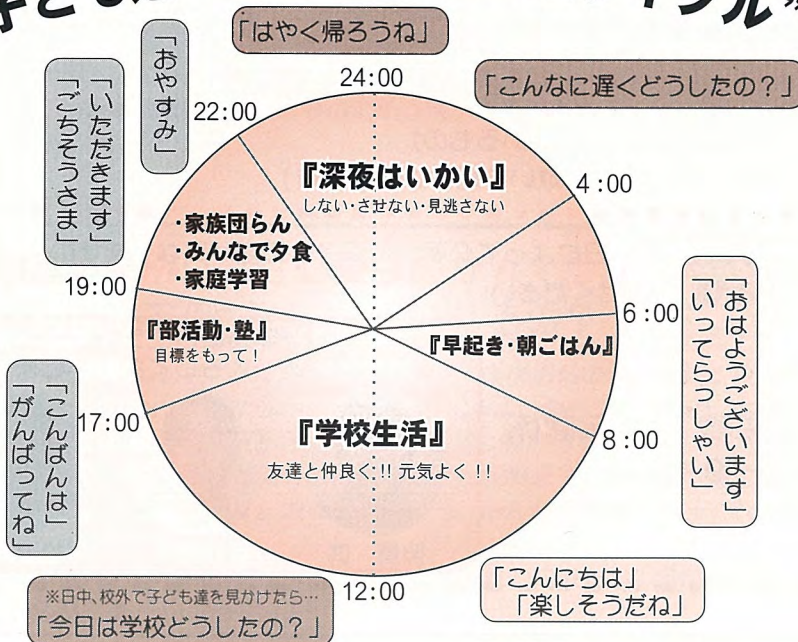 子ども
イクル
「はやく帰ろうね」
「こんなに遅くどうしたの？」
「おやすみ」
「いただきます」
「ごちそうさま」
24:00
22:00
4:00
『深夜はいかい』
しない・させない・見逃さない
・家族団らん
・みんなで夕食
・家庭学習
19:00
6:00
『部活動・塾』
目標をもって！
『早起き・朝ごはん』
「おはようございます」
「いってらっしゃい」
17:00
8:00
『学校生活』
友達と仲良く!! 元気よく!!
「こんばんは」
「がんばってね」
12:00
「こんにちは」
「楽しそうだね」
※日中、校外で子ども達を見かけたら…
「今日は学校どうしたの？」